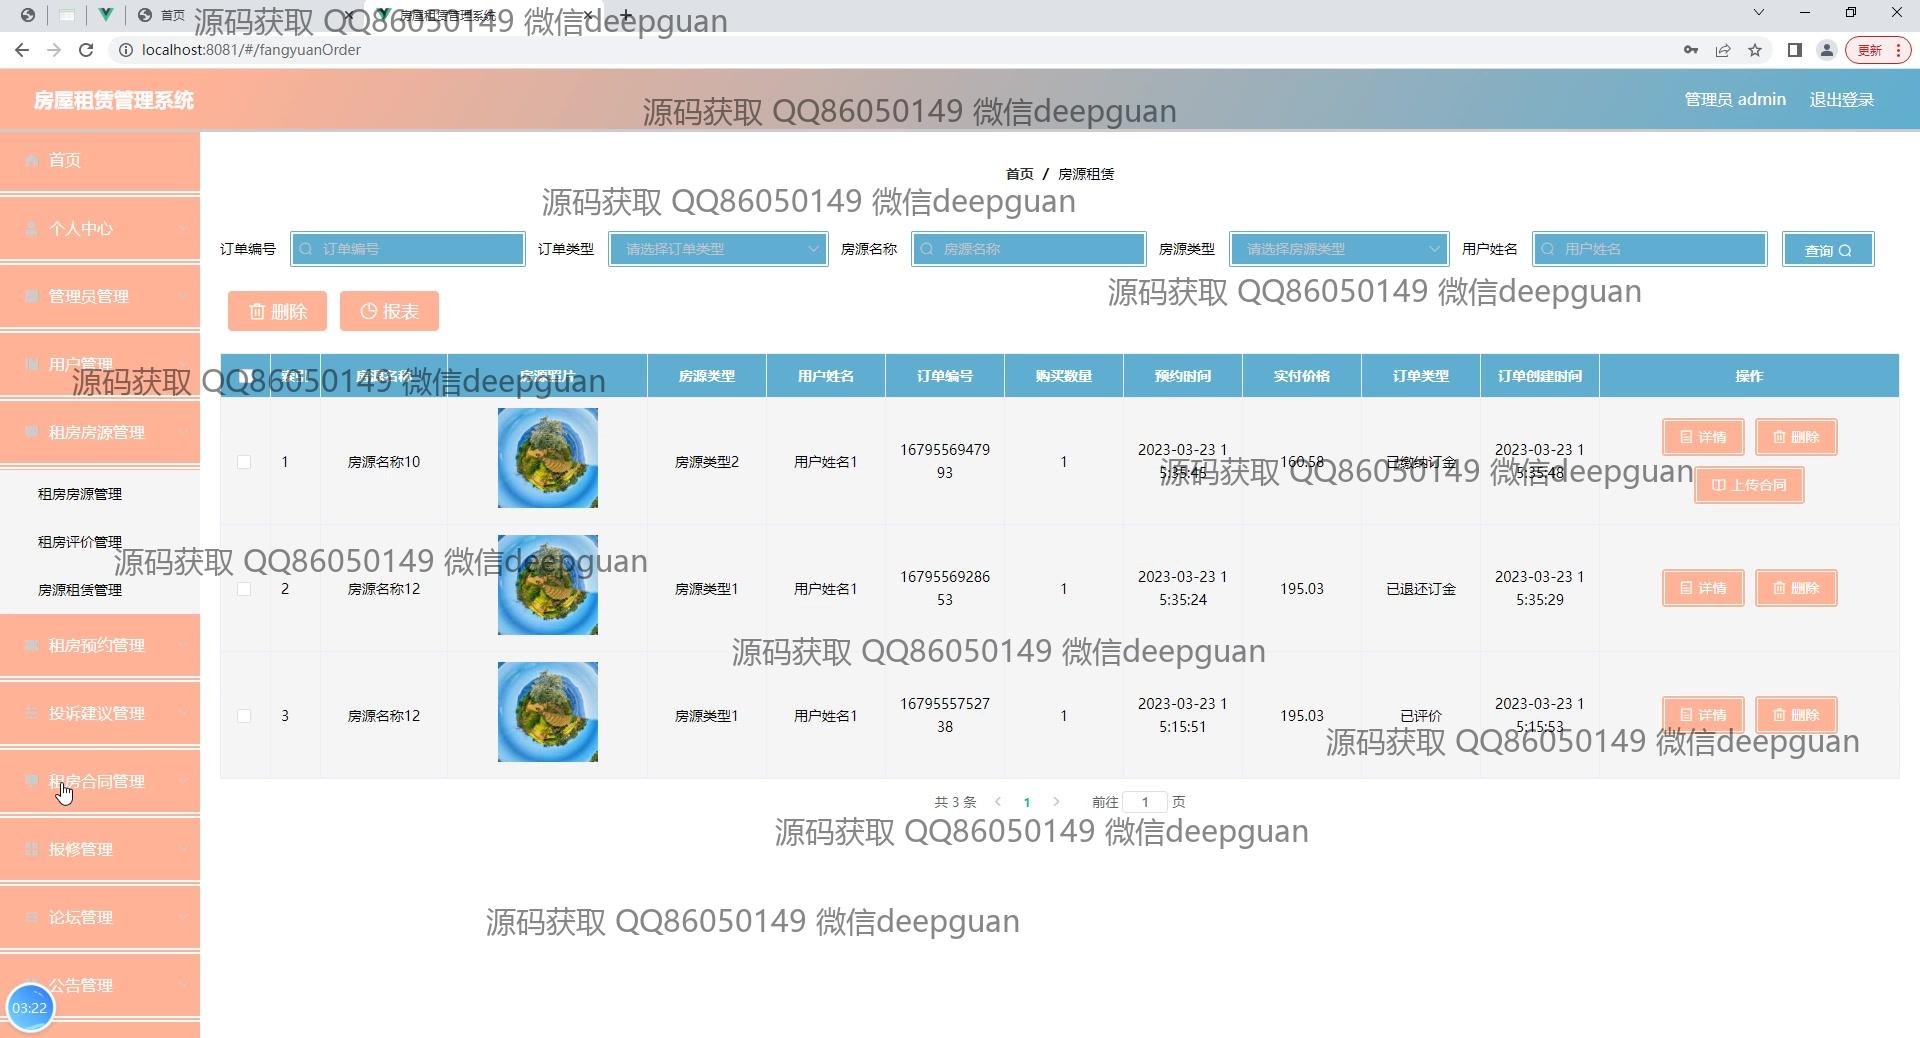 首页
房屋租赁管理系统
源码获取 QQ86050149 微信deepguan
localhost:8081/#/fangyuanOrder
更新
房屋租赁管理系统
源码获取 QQ86050149 微信deepguan
管理员 admin
退出登录
首页
个人中心
管理员管理
用户管理
租房房源管理
租房房源管理
租房评价管理
房源租赁管理
租房预约管理
投诉建议管理
租房合同管理
报修管理
论坛管理
公告管理
03:22
首页 / 房源租赁
源码获取 QQ86050149 微信deepguan
订单编号 订单编号 订单类型 请选择订单类型 房源名称 房源名称 房源类型 请选择房源类型 用户姓名 用户姓名 查询
源码获取 QQ86050149 微信deepguan
删除 报表
索引 房源名称 房源照片 房源类型 用户姓名 订单编号 购买数量 预约时间 实付价格 订单类型 订单创建时间 操作
源码获取 QQ86050149 微信deepguan
1 房源名称10 房源类型2 用户姓名1 1679556947993 1 2023-03-23 15:35:45 160.58 已缴纳订金 2023-03-23 15:35:48 详情 删除
上传合同
源码获取 QQ86050149 微信deepguan
源码获取 QQ86050149 微信deepguan
2 房源名称12 房源类型1 用户姓名1 1679556928653 1 2023-03-23 15:35:24 195.03 已退还订金 2023-03-23 15:35:29 详情 删除
源码获取 QQ86050149 微信deepguan
3 房源名称12 房源类型1 用户姓名1 1679555752738 1 2023-03-23 15:15:51 195.03 已评价 2023-03-23 15:15:53 详情 删除
源码获取 QQ86050149 微信deepguan
共 3 条 1 前往 1 页
源码获取 QQ86050149 微信deepguan
源码获取 QQ86050149 微信deepguan